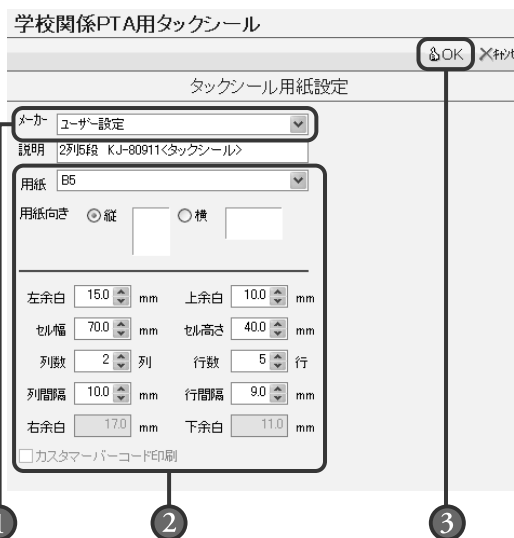 学校関係PTA用タックシール
OK
タックシール用紙設定
メーカー ユーザー設定
説明 2列5段 KJ-80911<タックシール>
用紙 B5
用紙向き 縦 横
左余白 15.0 mm 上余白 10.0 mm
セル幅 70.0 mm セル高さ 40.0 mm
列数 2 列 行数 5 行
列間隔 10.0 mm 行間隔 9.0 mm
右余白 17.0 mm 下余白 11.0 mm
カスタマーバーコード印刷
1 2 3